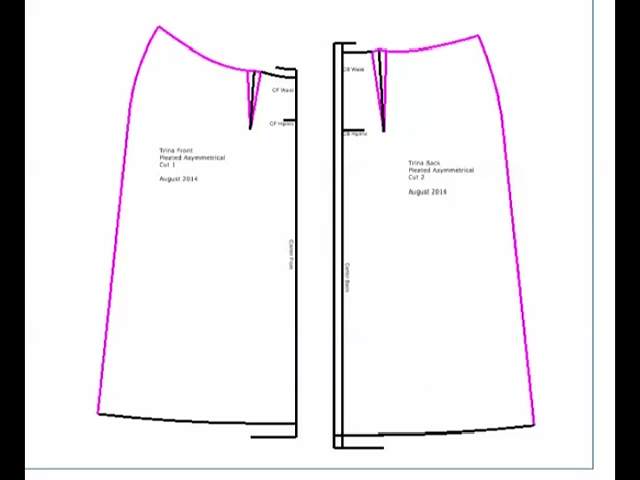 CF Waist
CB Waist
CF Hipline
CB Hipline
Trina Front
Pleated Asymmetrical
Cut 1
August 2014
Trina Back
Pleated Asymmetrical
Cut 2
August 2014
Center Front
Center Back